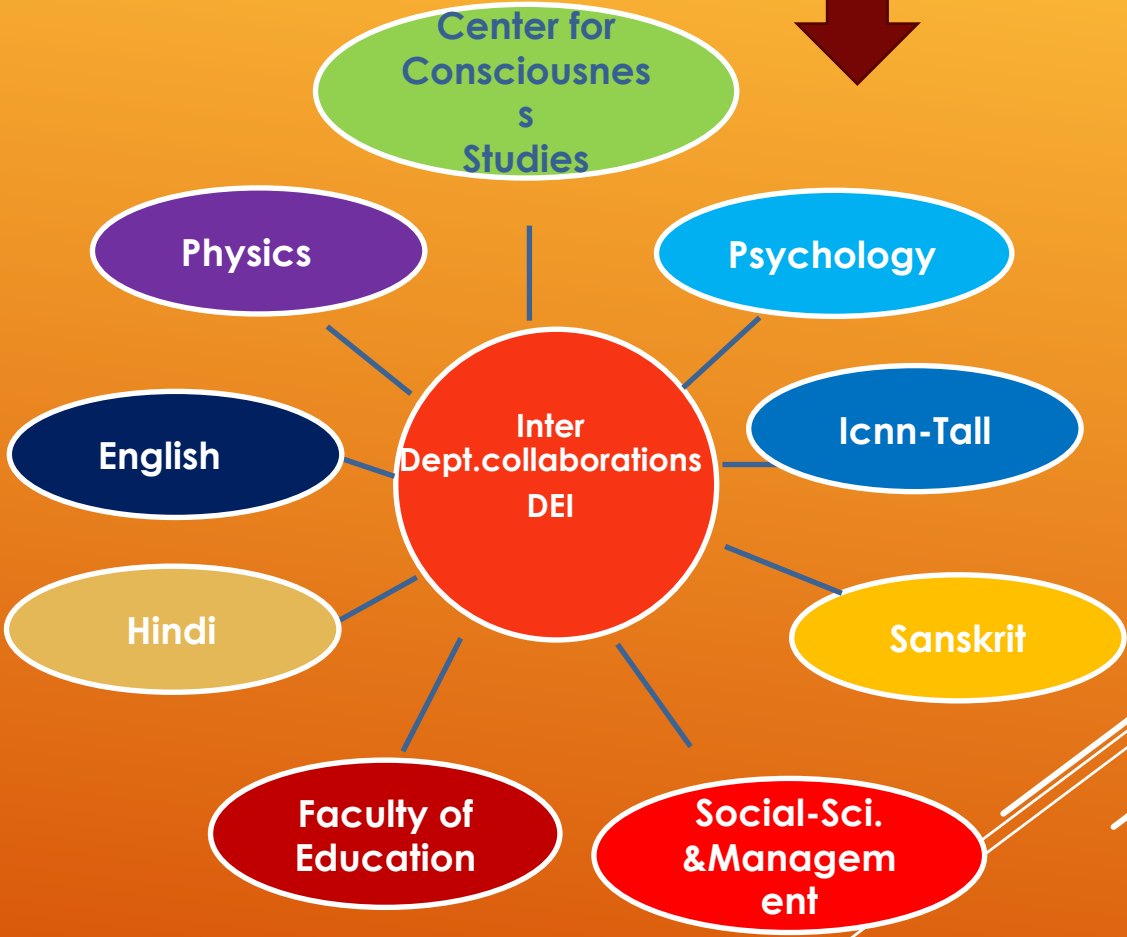 Center for
Consciousnes
s
Studies
Physics
Psychology
Inter
Dept.collaborations
DEI
Icnn-Tall
English
Hindi
Sanskrit
Faculty of
Education
Social-Sci.
&Managem
ent